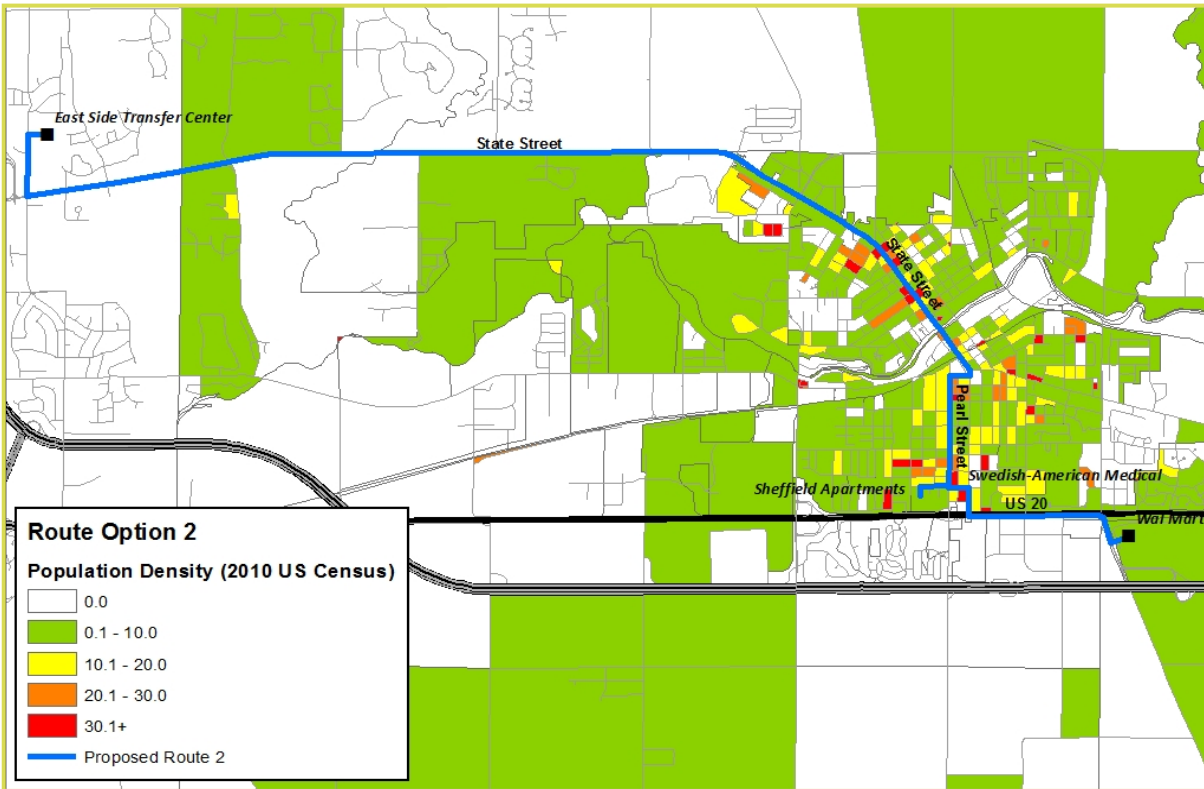 East Side Transfer Center
State Street
State Street
Pearl Street
Swedish-American Medical
Sheffield Apartments
US 20
Wal Mart
Route Option 2
Population Density (2010 US Census)
0.0
0.1 - 10.0
10.1 - 20.0
20.1 - 30.0
30.1+
Proposed Route 2